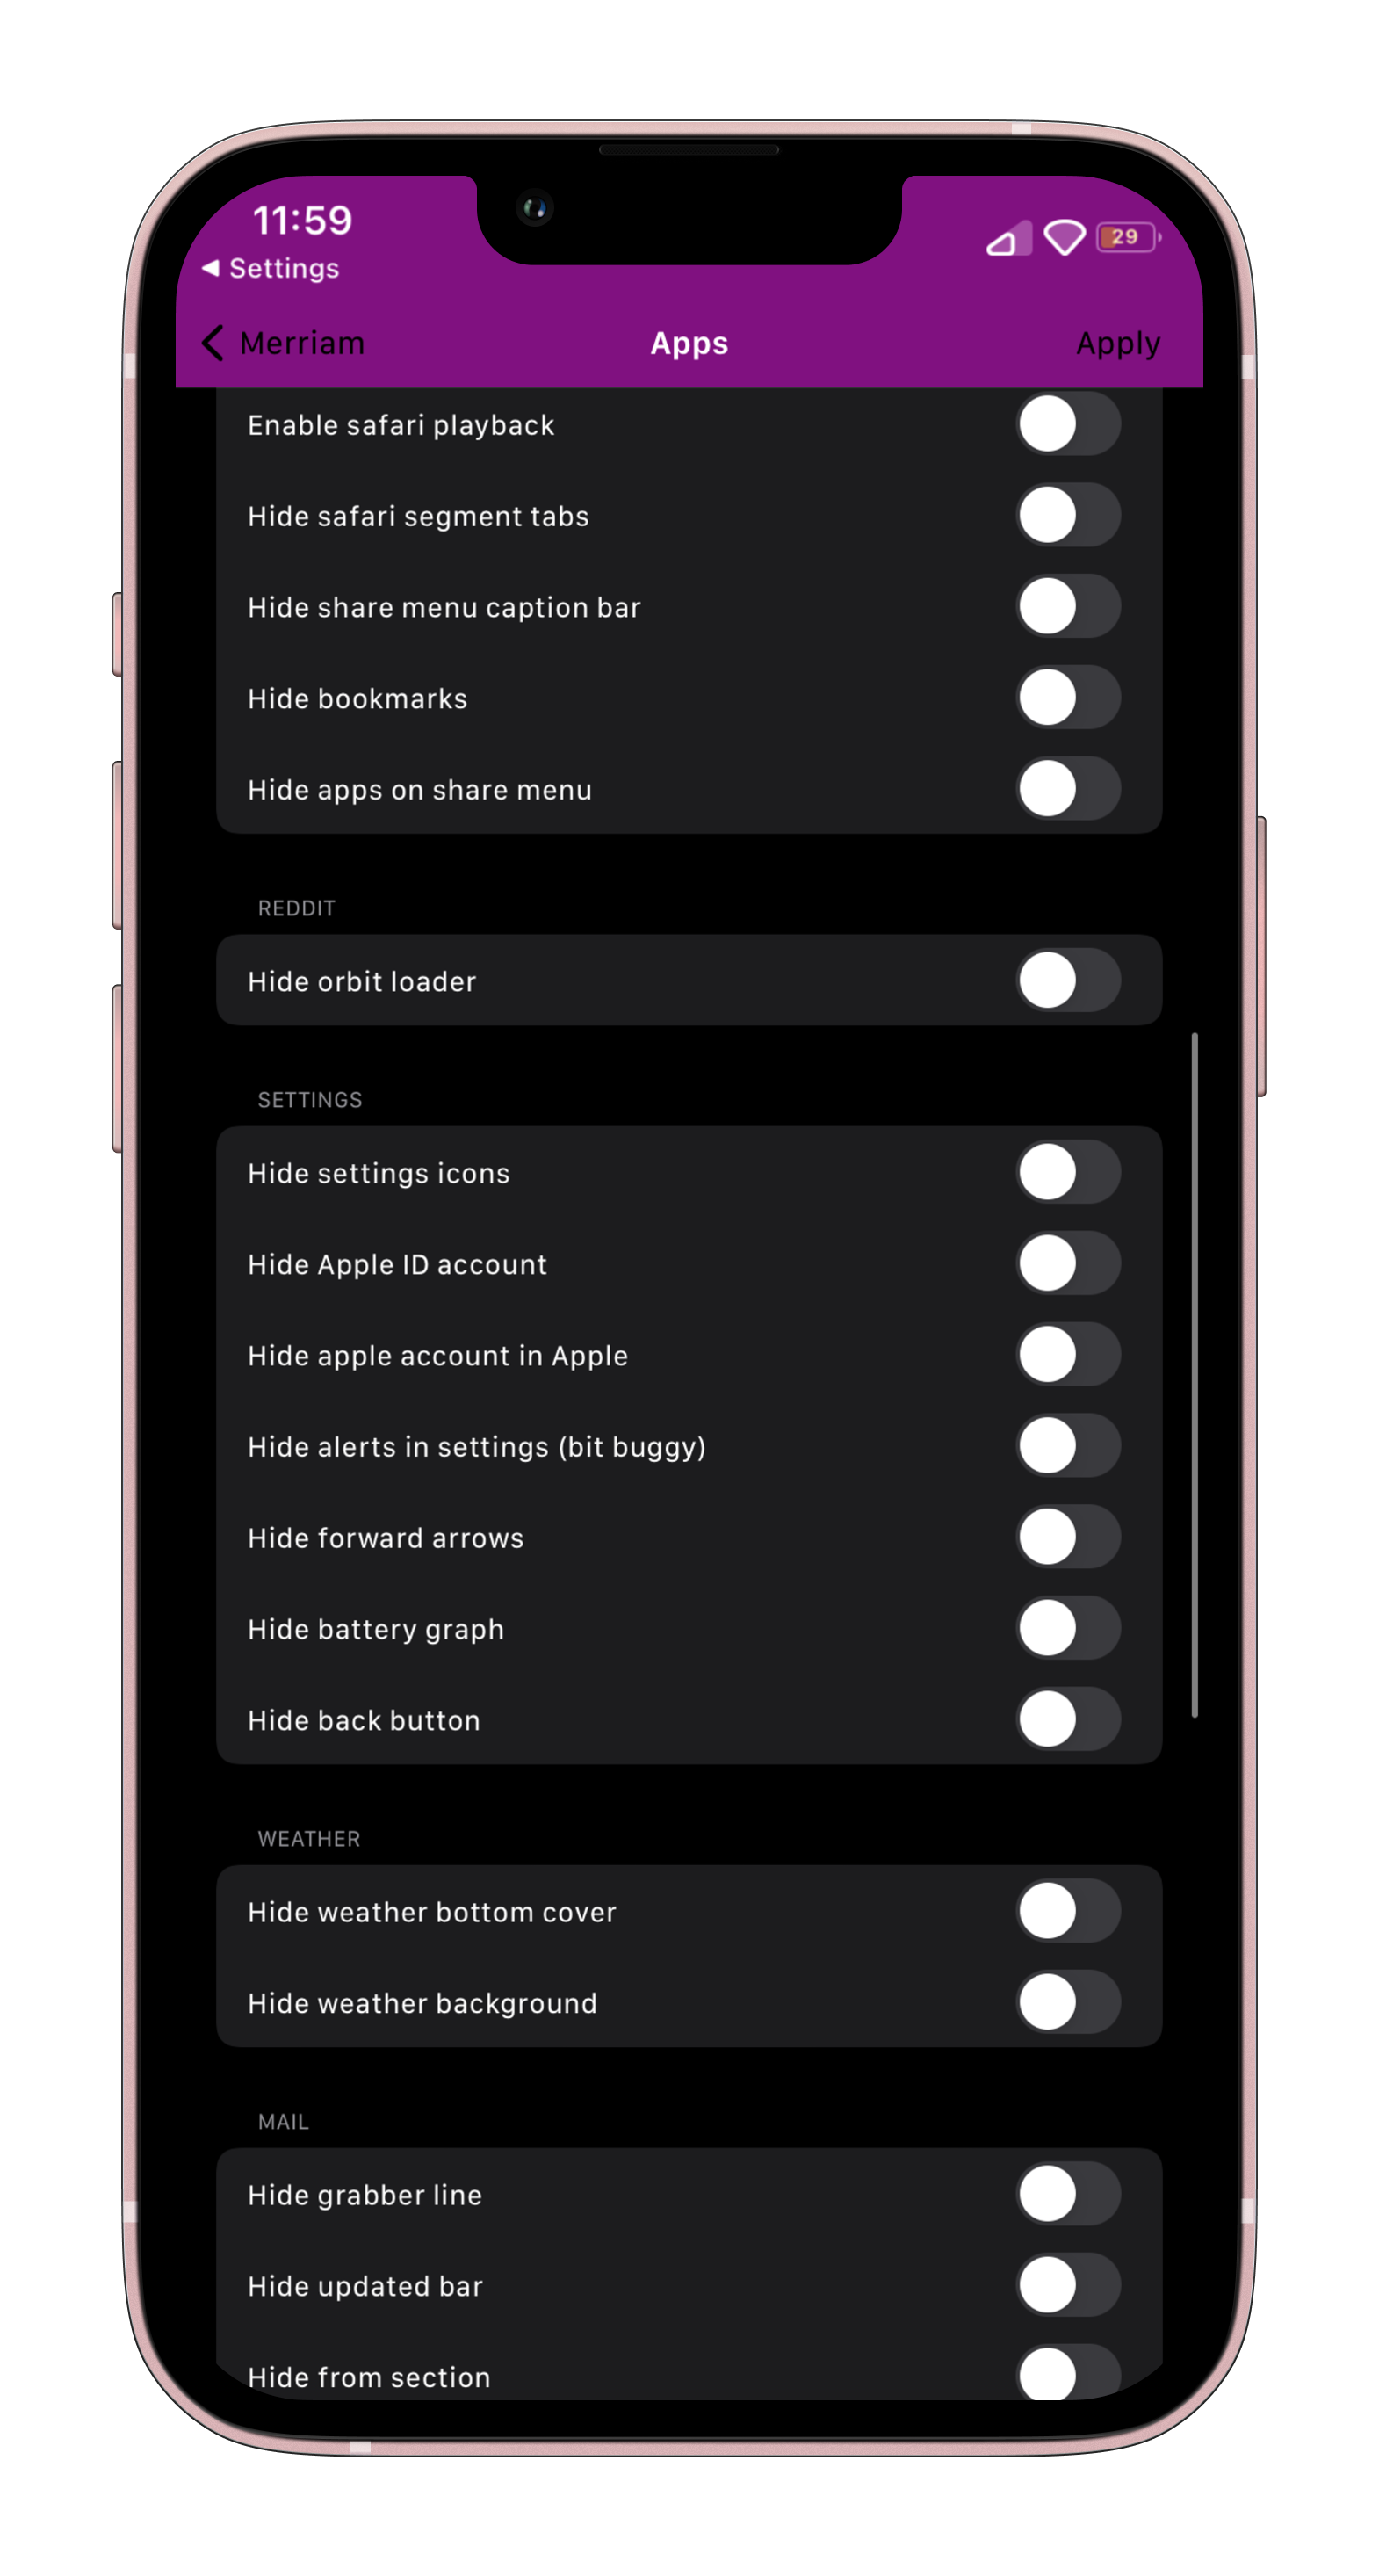 11:59
29
Settings
Merriam
Apps
Apply
Enable safari playback
Hide safari segment tabs
Hide share menu caption bar
Hide bookmarks
Hide apps on share menu
REDDIT
Hide orbit loader
SETTINGS
Hide settings icons
Hide Apple ID account
Hide apple account in Apple
Hide alerts in settings (bit buggy)
Hide forward arrows
Hide battery graph
Hide back button
WEATHER
Hide weather bottom cover
Hide weather background
MAIL
Hide grabber line
Hide updated bar
Hide from section